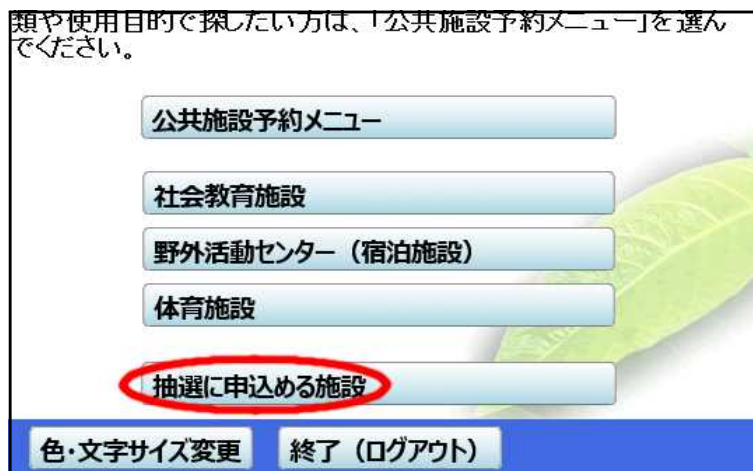 類や使用目的で探したい方は、「公共施設予約メニュー」を選ん
でください。
公共施設予約メニュー
社会教育施設
野外活動センター（宿泊施設）
体育施設
抽選に申込める施設
色・文字サイズ変更
終了（ログアウト）